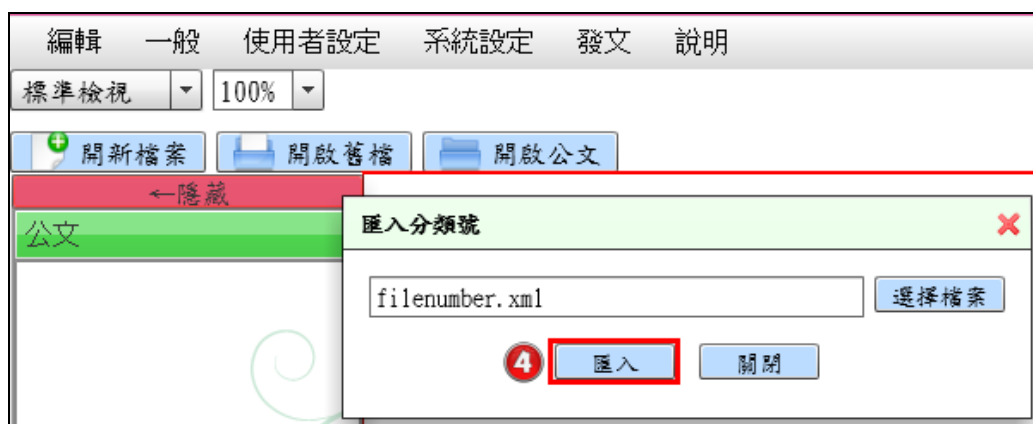 編輯 一般 使用者設定 系統設定 發文 說明
標準檢視 100%
開新檔案 開啟舊檔 開啟公文
←隱藏
公文
匯入分類號
filenumber.xml 選擇檔案
4 匯入 關閉